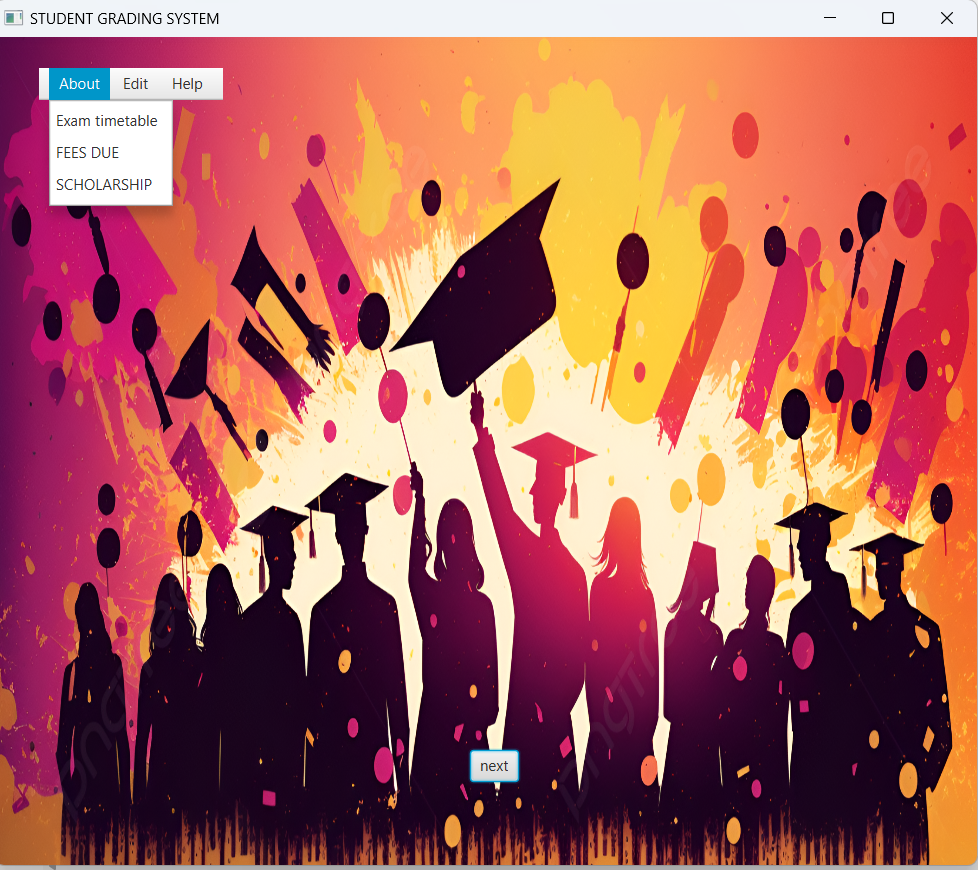 STUDENT GRADING SYSTEM
About Edit Help
Exam timetable
FEES DUE
SCHOLARSHIP
next